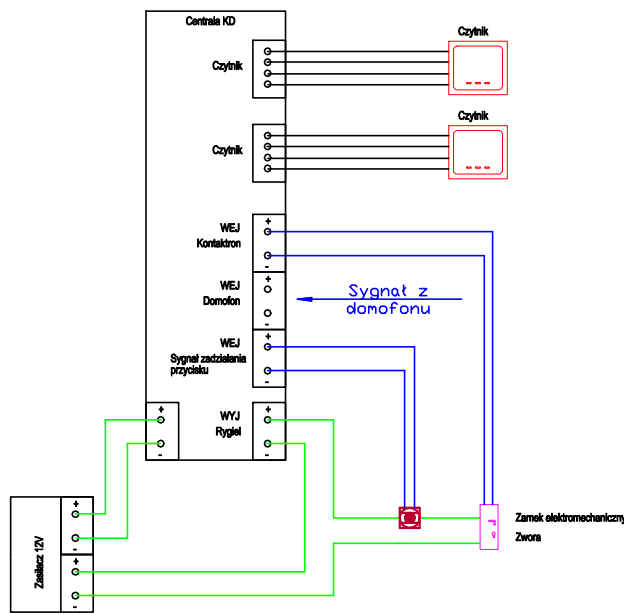 Centrala KD
Czytnik
Czytnik
Czytnik
Czytnik
WEJ
Kontaktron
+
-
WEJ
Domofon
+
-
Sygnał z
domofonu
WEJ
Sygnał zadziałania
przycisku
+
-
WYJ
Rygiel
+
-
+
-
Zasilacz 12V
+
-
+
-
Zamek elektromechaniczny
Zwora